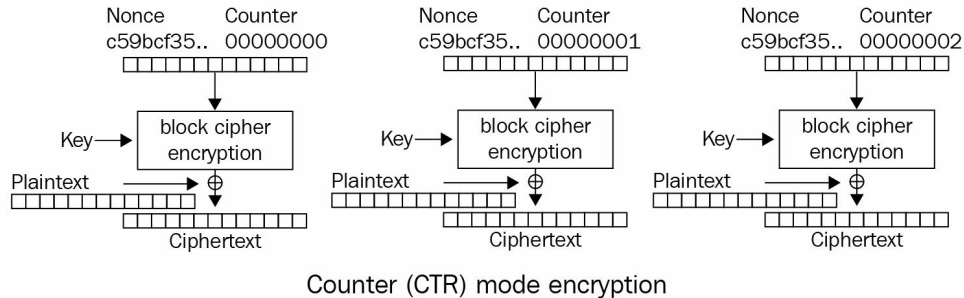 Nonce Counter
c59bcf35.. 00000000
Key
block cipher
encryption
Plaintext
Ciphertext
Nonce Counter
c59bcf35.. 00000001
Key
block cipher
encryption
Plaintext
Ciphertext
Nonce Counter
c59bcf35.. 00000002
Key
block cipher
encryption
Plaintext
Ciphertext
Counter (CTR) mode encryption